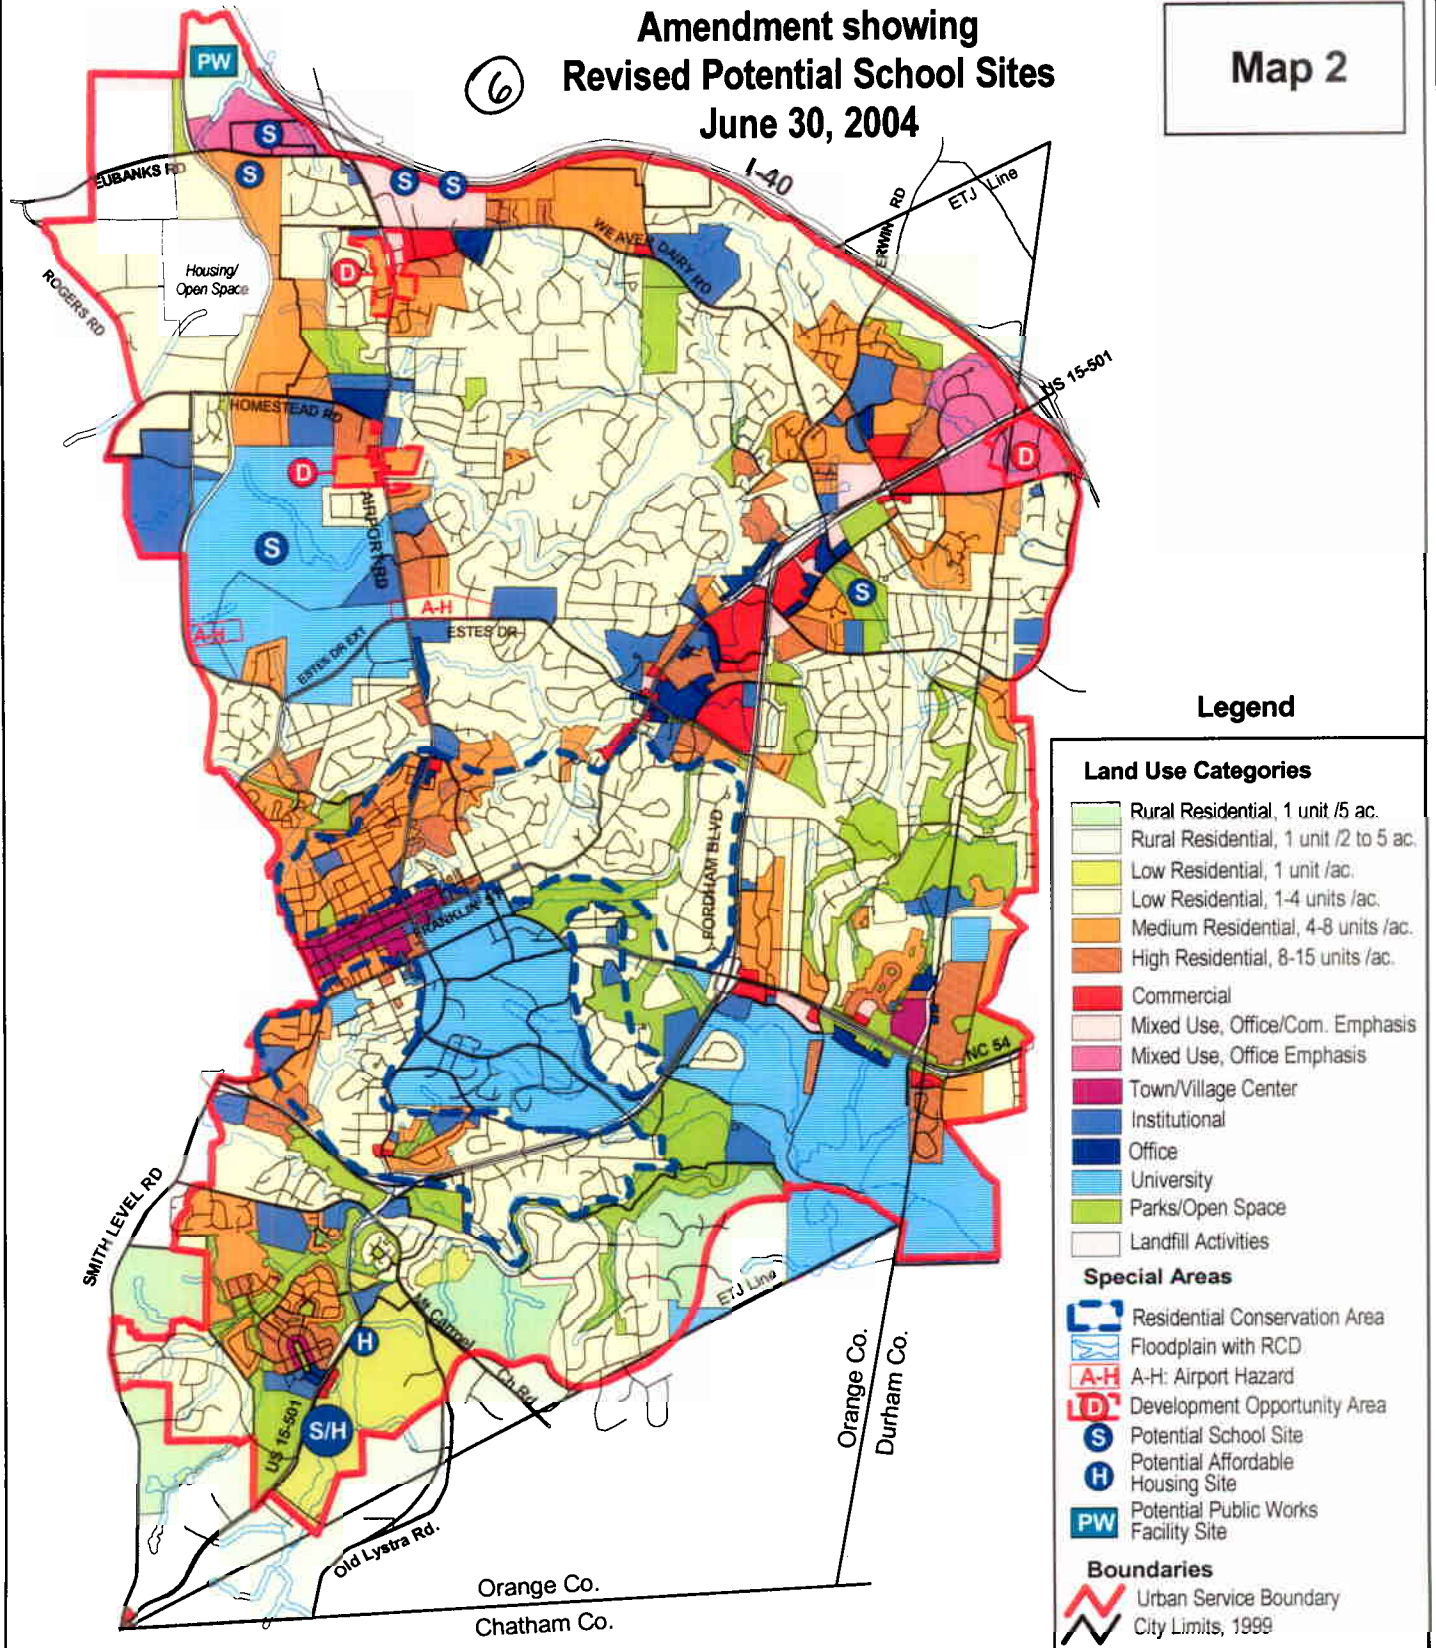 Amendment showing
Revised Potential School Sites
June 30, 2004
6
Map 2
PW
S
S
S
S
I-40
EUBANKS RD
ERWIN RD
ETJ Line
WEAVER DAIRY RD
Housing/
Open Space
D
ROGERS RD
US 15-501
HOMESTEAD RD
D
D
AIRPORT RD
S
S
A-H
A-H
ESTES DR
ESTES DR EXT
FORDHAM BLVD
FRANKLIN ST
NC 54
SMITH LEVEL RD
ETJ Line
Mt Carmel
Ch Rd
H
S/H
US 15-501
Orange Co.
Durham Co.
Old Lystra Rd.
Orange Co.
Chatham Co.
Legend
Land Use Categories
Rural Residential, 1 unit /5 ac.
Rural Residential, 1 unit /2 to 5 ac.
Low Residential, 1 unit /ac.
Low Residential, 1-4 units /ac.
Medium Residential, 4-8 units /ac.
High Residential, 8-15 units /ac.
Commercial
Mixed Use, Office/Com. Emphasis
Mixed Use, Office Emphasis
Town/Village Center
Institutional
Office
University
Parks/Open Space
Landfill Activities
Special Areas
Residential Conservation Area
Floodplain with RCD
A-H A-H: Airport Hazard
D Development Opportunity Area
S Potential School Site
H Potential Affordable
Housing Site
PW Potential Public Works
Facility Site
Boundaries
Urban Service Boundary
City Limits, 1999